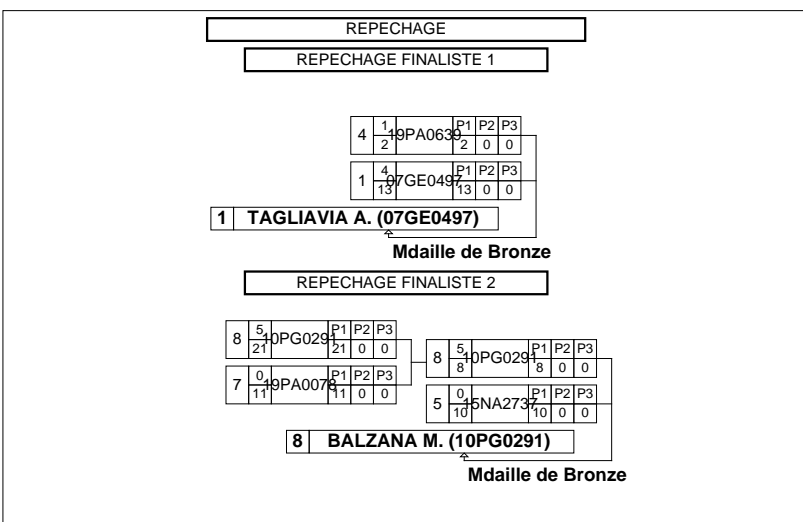 REPECHAGE
REPECHAGE FINALISTE 1
4 1 19PA0639 P1 P2 P3
2 2 0 0
1 4 07GE0497 P1 P2 P3
13 13 0 0
1 TAGLIAVIA A. (07GE0497)
Mdaille de Bronze
REPECHAGE FINALISTE 2
8 5 10PG0291 P1 P2 P3
21 21 0 0
7 0 19PA0078 P1 P2 P3
11 11 0 0
8 5 10PG0291 P1 P2 P3
8 8 0 0
5 0 15NA2737 P1 P2 P3
10 10 0 0
8 BALZANA M. (10PG0291)
Mdaille de Bronze